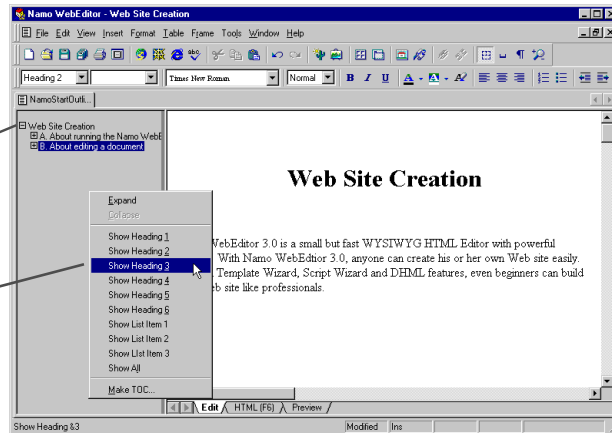 Namo WebEditor - Web Site Creation
File Edit View Insert Format Table Frame Tools Window Help
Heading 2 Times New Roman Normal B I U A
NamoStartOutli...
Web Site Creation
A. About running the Namo WebE
B. About editing a document
Web Site Creation
Expand
Collapse
Show Heading 1
Show Heading 2
Show Heading 3
Show Heading 4
Show Heading 5
Show Heading 6
Show List Item 1
Show List Item 2
Show LIst Item 3
Show All
Make TOC...
WebEditor 3.0 is a small but fast WYSIWYG HTML Editor with powerful
With Namo WebEdtior 3.0, anyone can create his or her own Web site easily.
Template Wizard, Script Wizard and DHML features, even beginners can build
b site like professionals.
Edit HTML (F6) Preview
Show Heading &3 Modified Ins